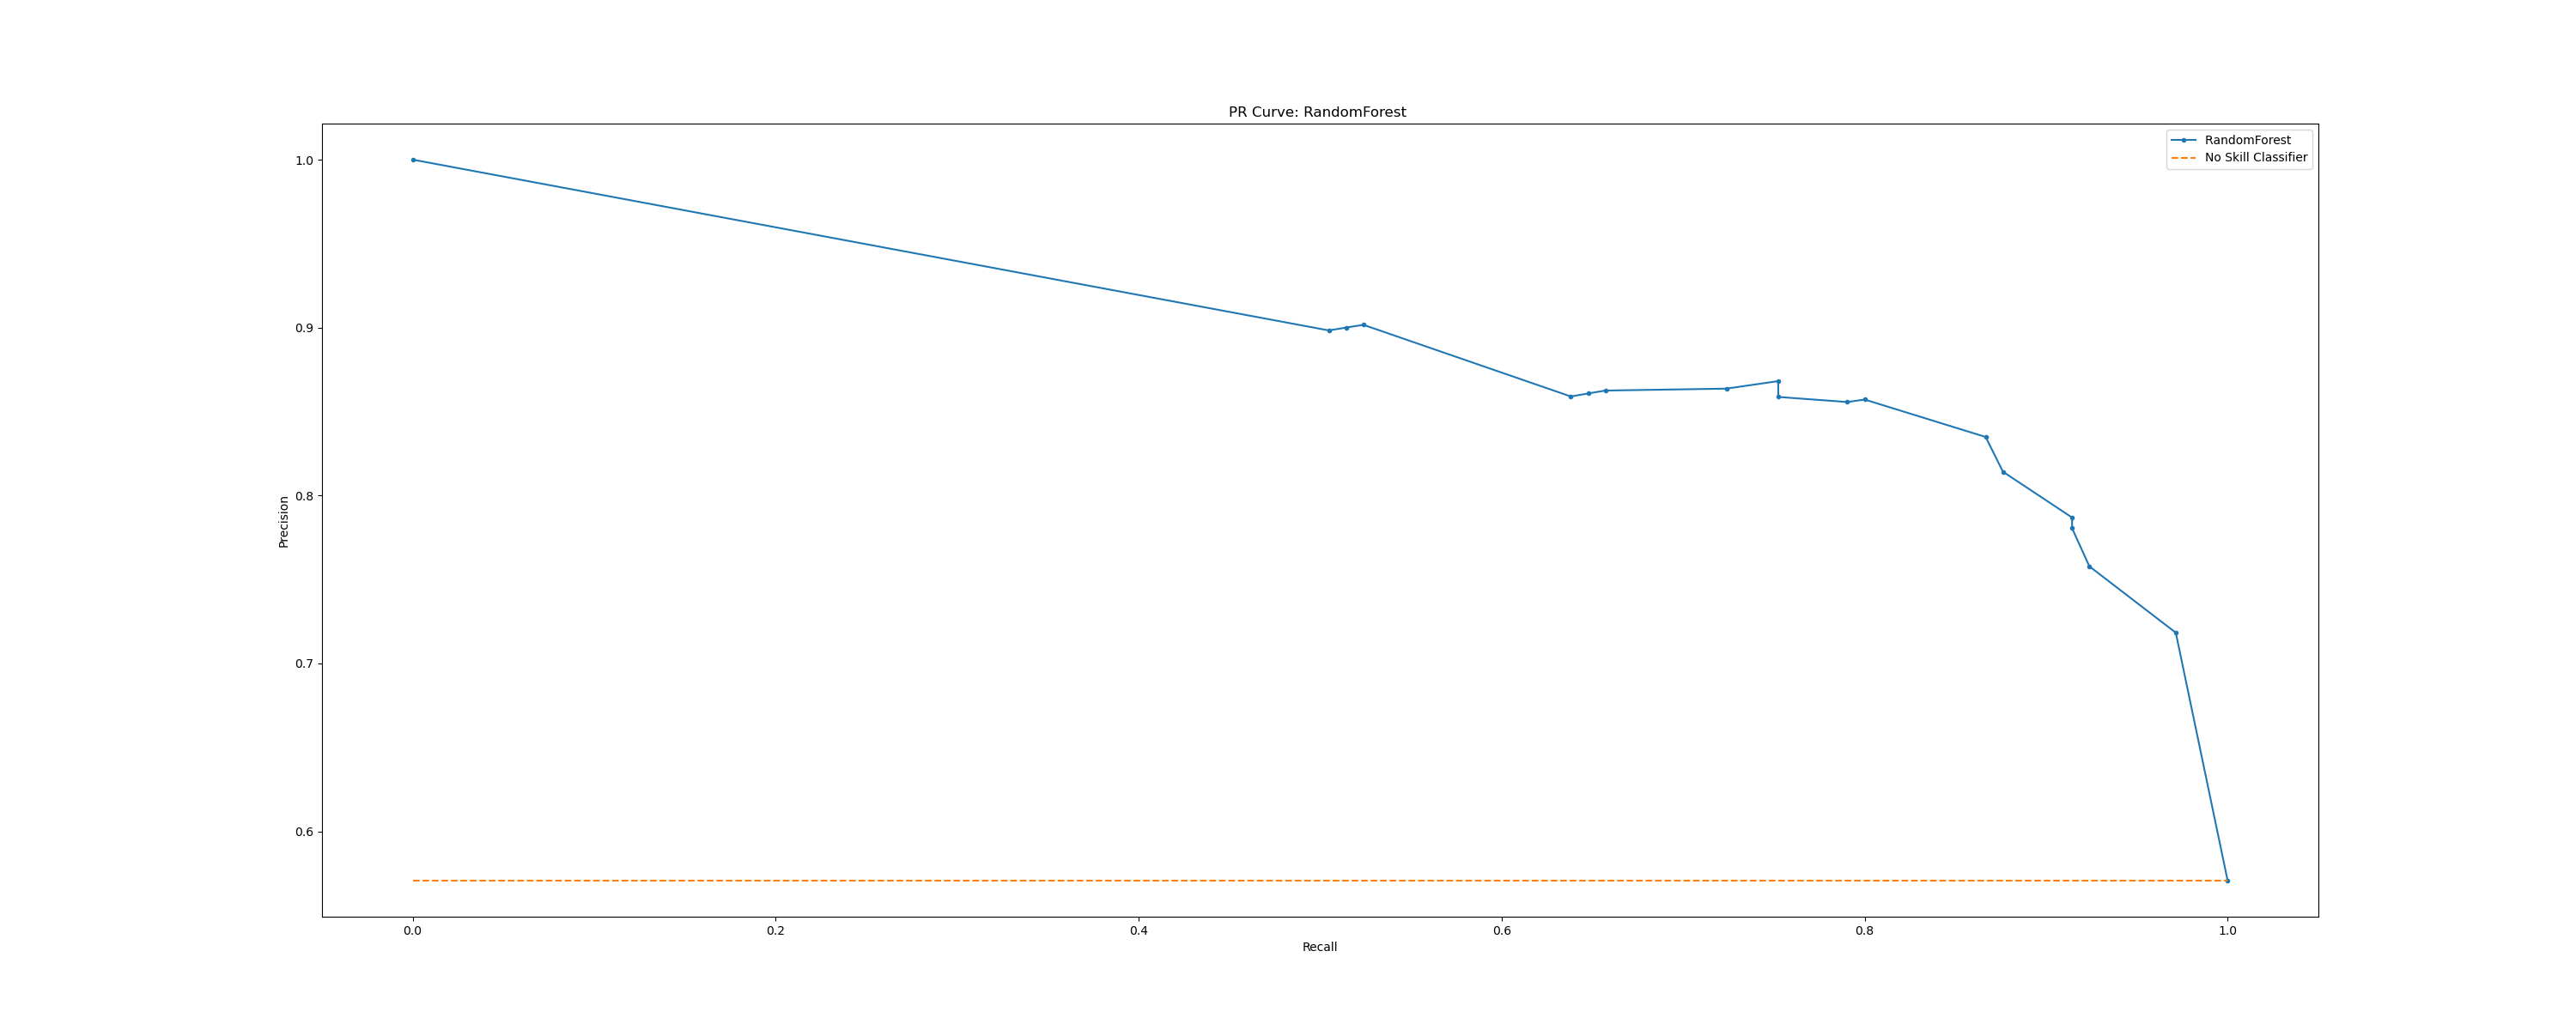 PR Curve: RandomForest
RandomForest
No Skill Classifier
1.0
0.9
0.8
0.7
0.6
Precision
0.0 0.2 0.4 0.6 0.8 1.0
Recall